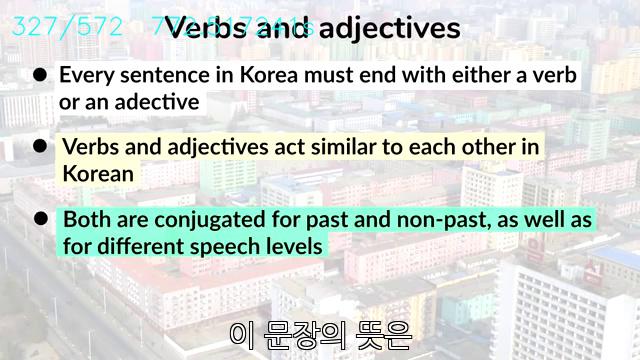 327/572
Verbs and adjectives
Every sentence in Korea must end with either a verb
or an adective
Verbs and adjectives act similar to each other in
Korean
Both are conjugated for past and non-past, as well as
for different speech levels
이 문장의 뜻은